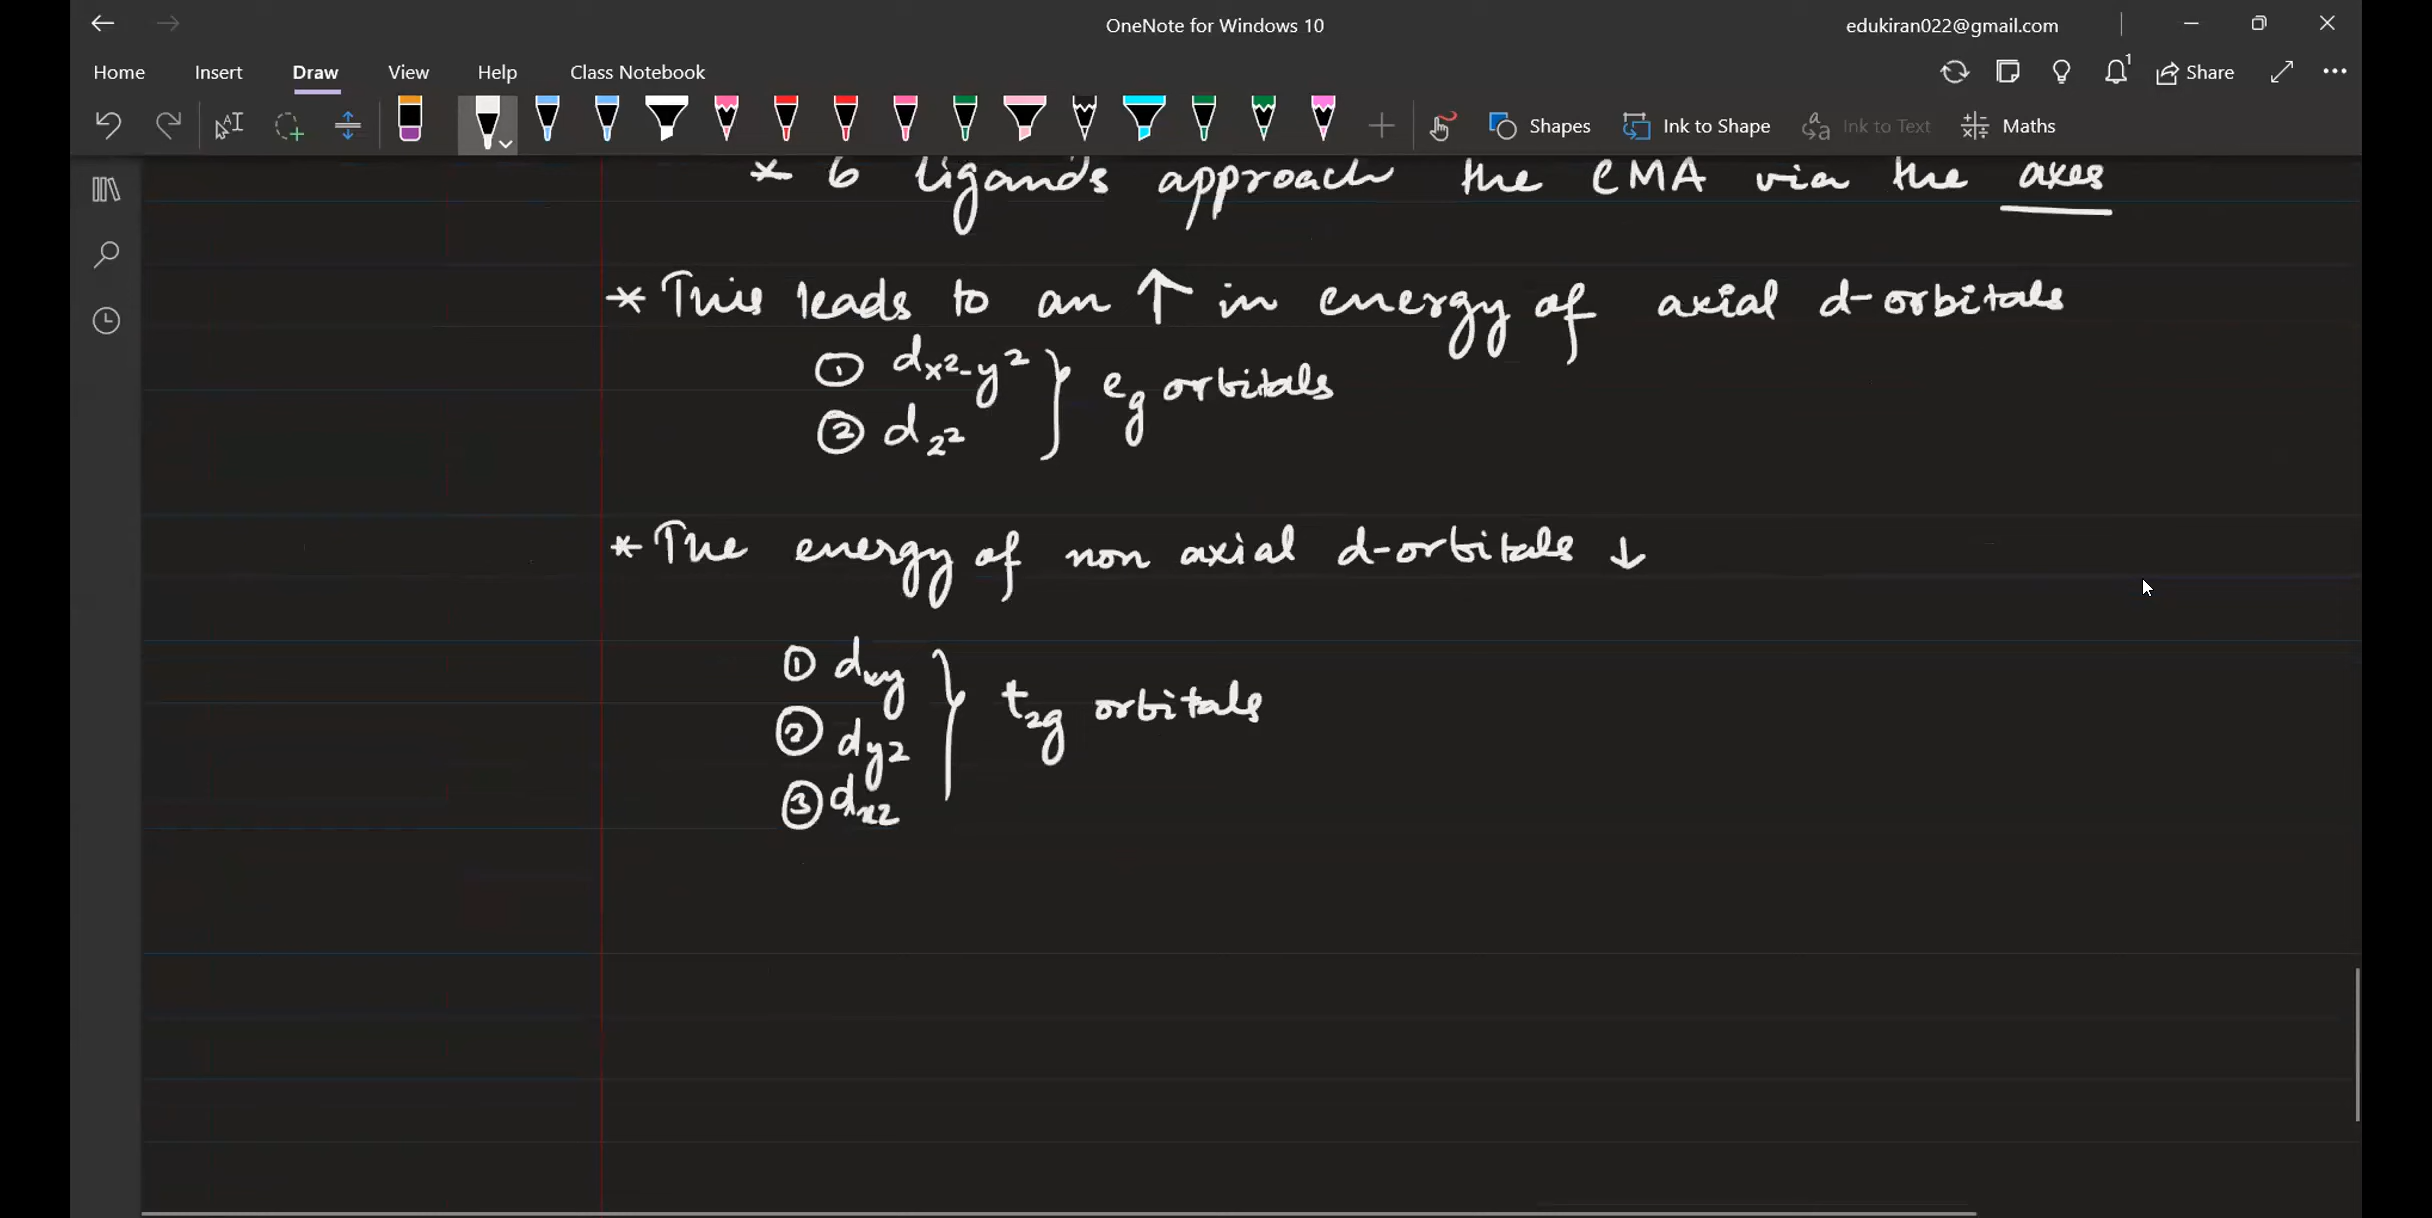 OneNote for Windows 10
edukiran022@gmail.com
Home Insert Draw View Help Class Notebook
1
Share
Shapes Ink to Shape Ink to Text Maths
* 6 ligands approach the CMA via the axes
* This leads to an ↑ in energy of axial d-orbitals
① dx²-y²
② dz²
} eg orbitals
* The energy of non axial d-orbitals ↓
① dxy
② dyz
③ dxz
} t2g orbitals